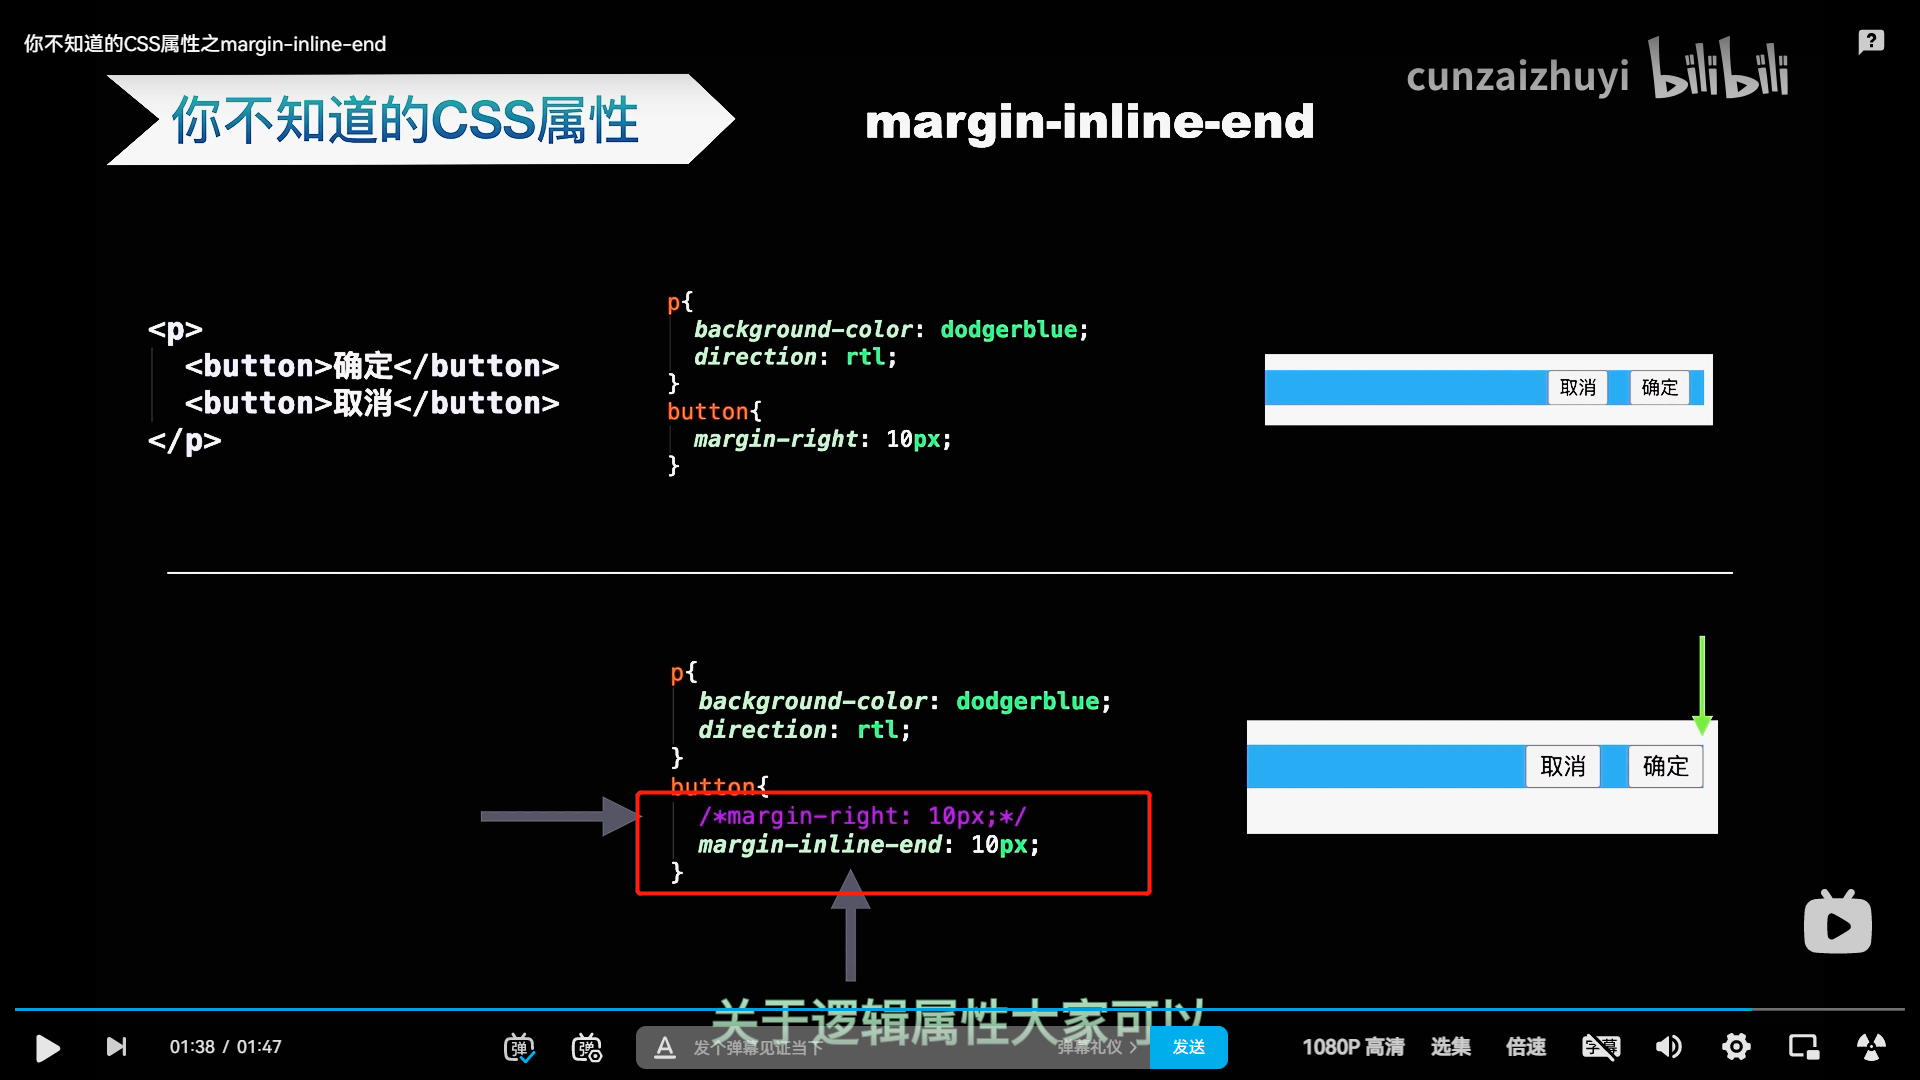 你不知道的CSS属性之margin-inline-end
cunzaizhuyi bilibili
你不知道的CSS属性
margin-inline-end
<p>
<button>确定</button>
<button>取消</button>
</p>
p{
background-color: dodgerblue;
direction: rtl;
}
button{
margin-right: 10px;
}
取消 确定
p{
background-color: dodgerblue;
direction: rtl;
}
button{
/*margin-right: 10px;*/
margin-inline-end: 10px;
}
取消 确定
关于逻辑属性大家可以
01:38 / 01:47
弹 弹 A 发个弹幕见证当下 弹幕礼仪 > 发送
1080P 高清 选集 倍速 字幕